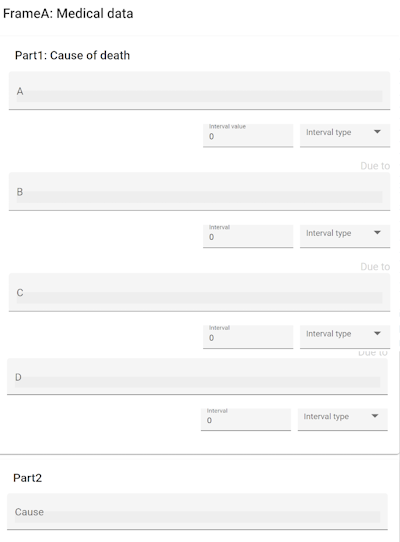 FrameA: Medical data
Part1: Cause of death
A
Interval value
0
Interval type
Due to
B
Interval
0
Interval type
Due to
C
Interval
0
Interval type
Due to
D
Interval
0
Interval type
Part2
Cause